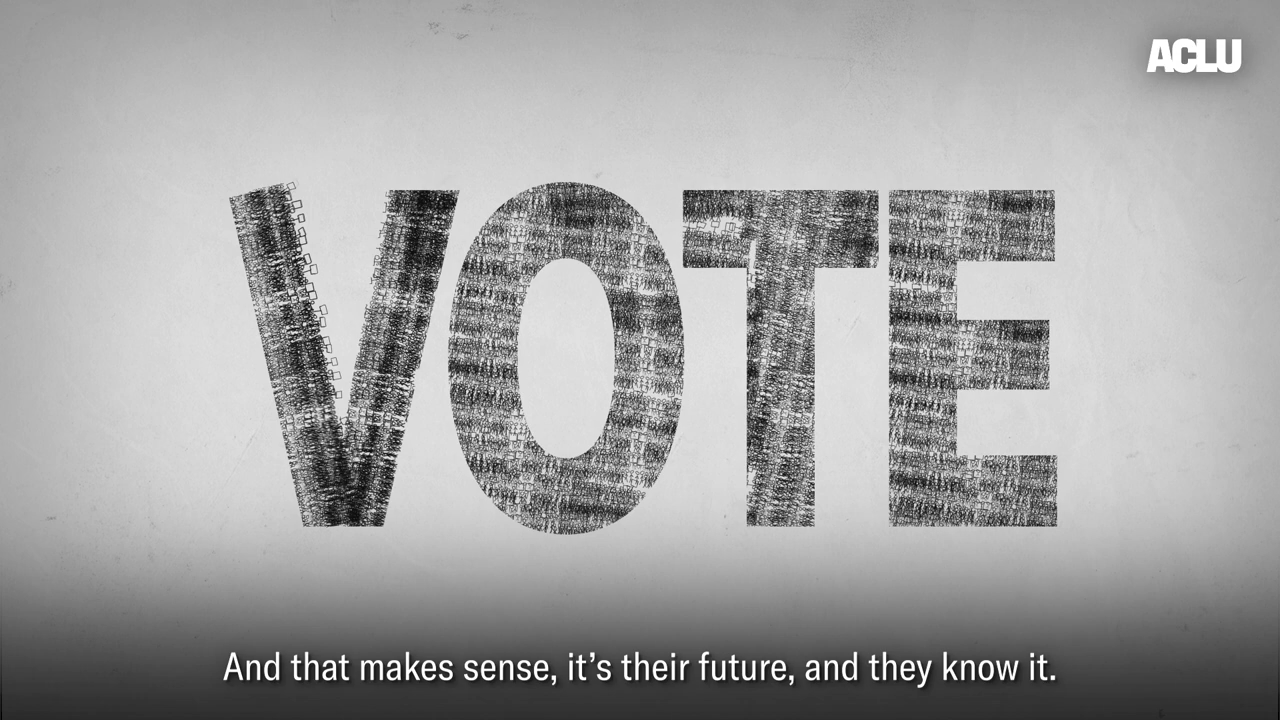 ACLU
VOTE
And that makes sense, it’s their future, and they know it.